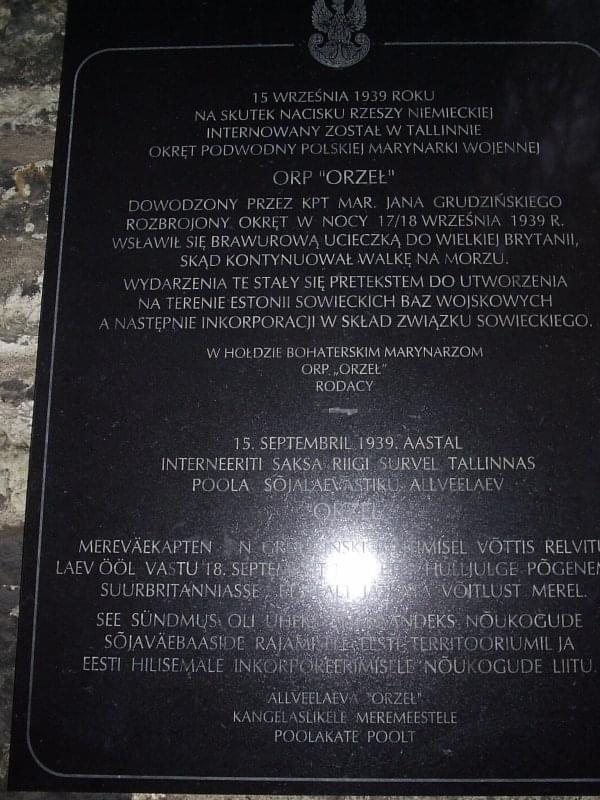 15 WRZEŚNIA 1939 ROKU
NA SKUTEK NACISKU RZESZY NIEMIECKIEJ
INTERNOWANY ZOSTAŁ W TALLINNIE
OKRĘT PODWODNY POLSKIEJ MARYNARKI WOJENNEJ
ORP "ORZEŁ"
DOWODZONY PRZEZ KPT MAR. JANA GRUDZIŃSKIEGO
ROZBROJONY OKRĘT W NOCY 17/18 WRZEŚNIA 1939 R.
WSŁAWIŁ SIĘ BRAWUROWĄ UCIECZKĄ DO WIELKIEJ BRYTANII,
SKĄD KONTYNUOWAŁ WALKĘ NA MORZU.
WYDARZENIA TE STAŁY SIĘ PRETEKSTEM DO UTWORZENIA
NA TERENIE ESTONII SOWIECKICH BAZ WOJSKOWYCH
A NASTĘPNIE INKORPORACJI W SKŁAD ZWIĄZKU SOWIECKIEGO.
W HOŁDZIE BOHATERSKIM MARYNARZOM
ORP „ORZEŁ"
RODACY
15. SEPTEMBRIL 1939. AASTAL
INTERNEERITI SAKSA RIIGI SURVEL TALLINNAS
POOLA SÕJALAEVASTIKU ALLVEELAEV
"ORZEŁ"
MEREVÄEKAPTEN VÕTTIS
LAEV ÖÖL VASTU 18. HULLJULGE
SUURBRITANNIASSE VÕITLUST MEREL.
SEE SÜNDMUS OLI NÕUKOGUDE
SÕJAVÄEBAASIDE RAJAMISELE EESTI TERRITOORIUMIL JA
EESTI HILISEMALE INKORPOREERIMISELE NÕUKOGUDE LIITU.
ALLVEELAEVA "ORZEŁ"
KANGELASLIKELE MEREMEESTELE
POOLAKATE POOLT